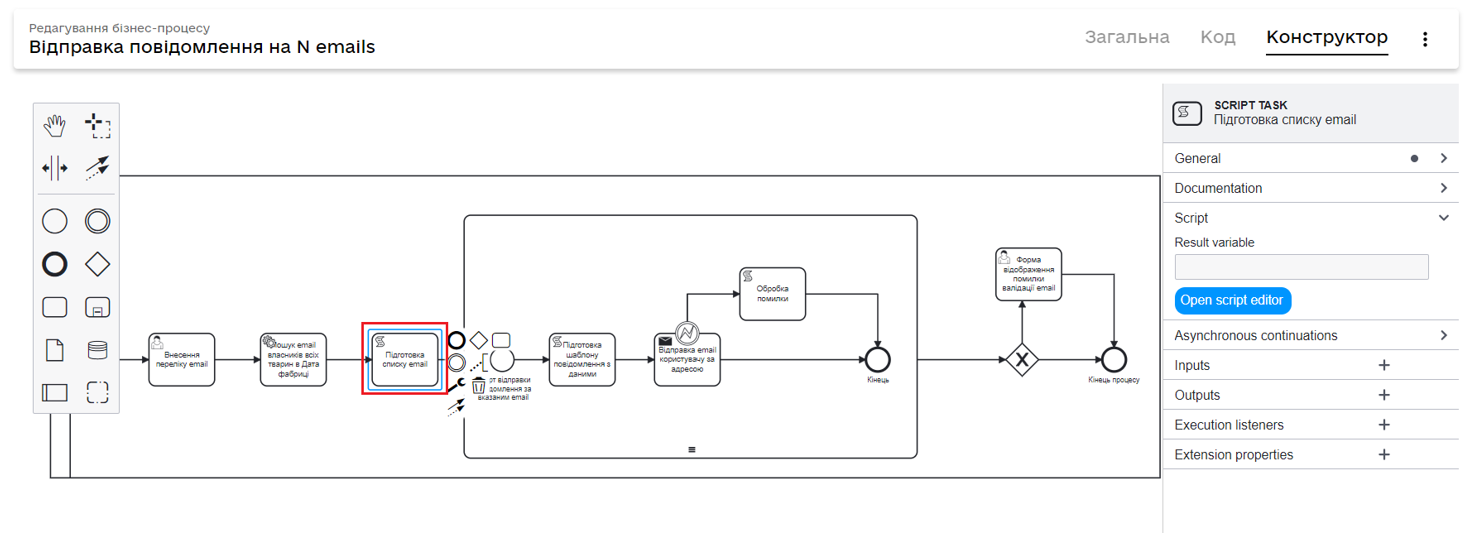 Редагування бізнес-процесу
Відправка повідомлення на N emails
Загальна
Код
Конструктор
SCRIPT TASK
Підготовка списку email
General
Documentation
Script
Result variable
Open script editor
Asynchronous continuations
Inputs
Outputs
Execution listeners
Extension properties
Внесення
переліку email
ошук email
власників всіх
тварин в Дата
фабриці
Підготовка
списку email
от відправки
домлення за
вказаним email
Підготовка
шаблону
повідомлення з
даними
Відправка email
користувачу за
адресою
Обробка
помилки
Кінець
Форма
відображення
помилки
валідації email
Кінець процесу